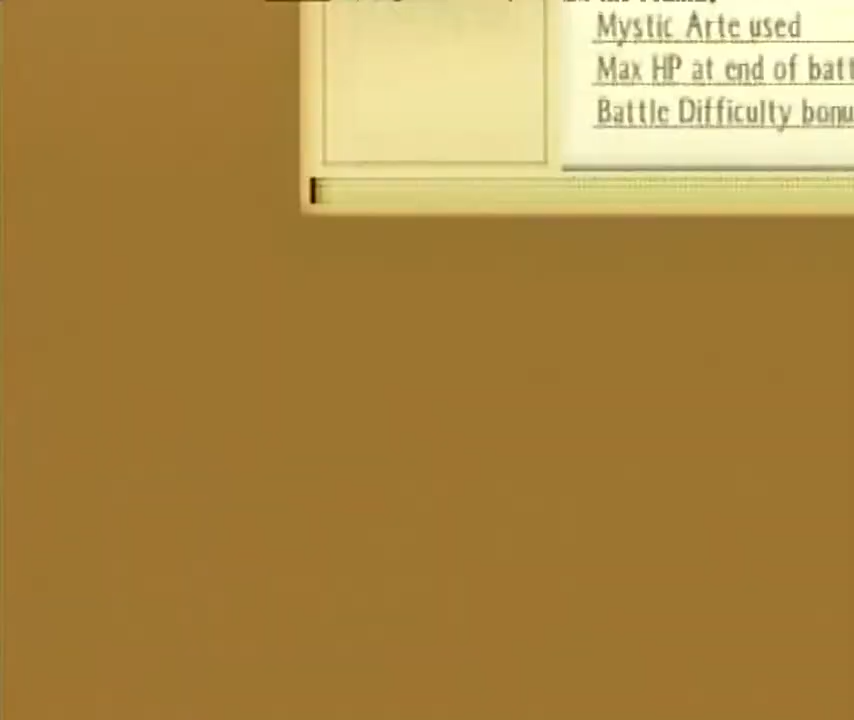 Mystic Arte used
Max HP at end of batt
Battle Difficulty bonu